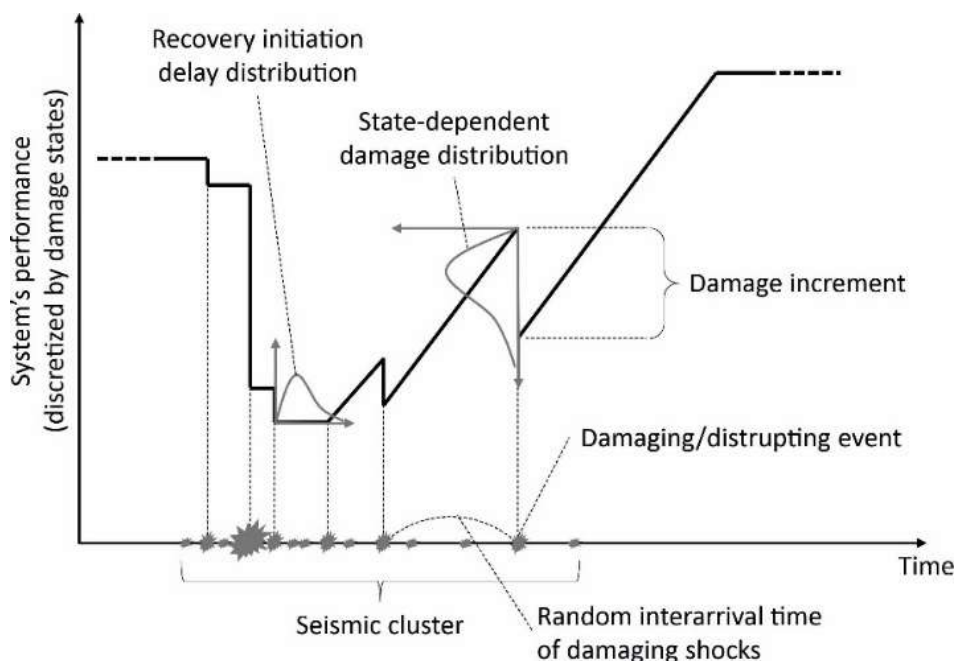 Recovery initiation
delay distribution
State-dependent
damage distribution
System's performance
(discretized by damage states)
Damage increment
Damaging/distrupting event
Time
Seismic cluster
Random interarrival time
of damaging shocks